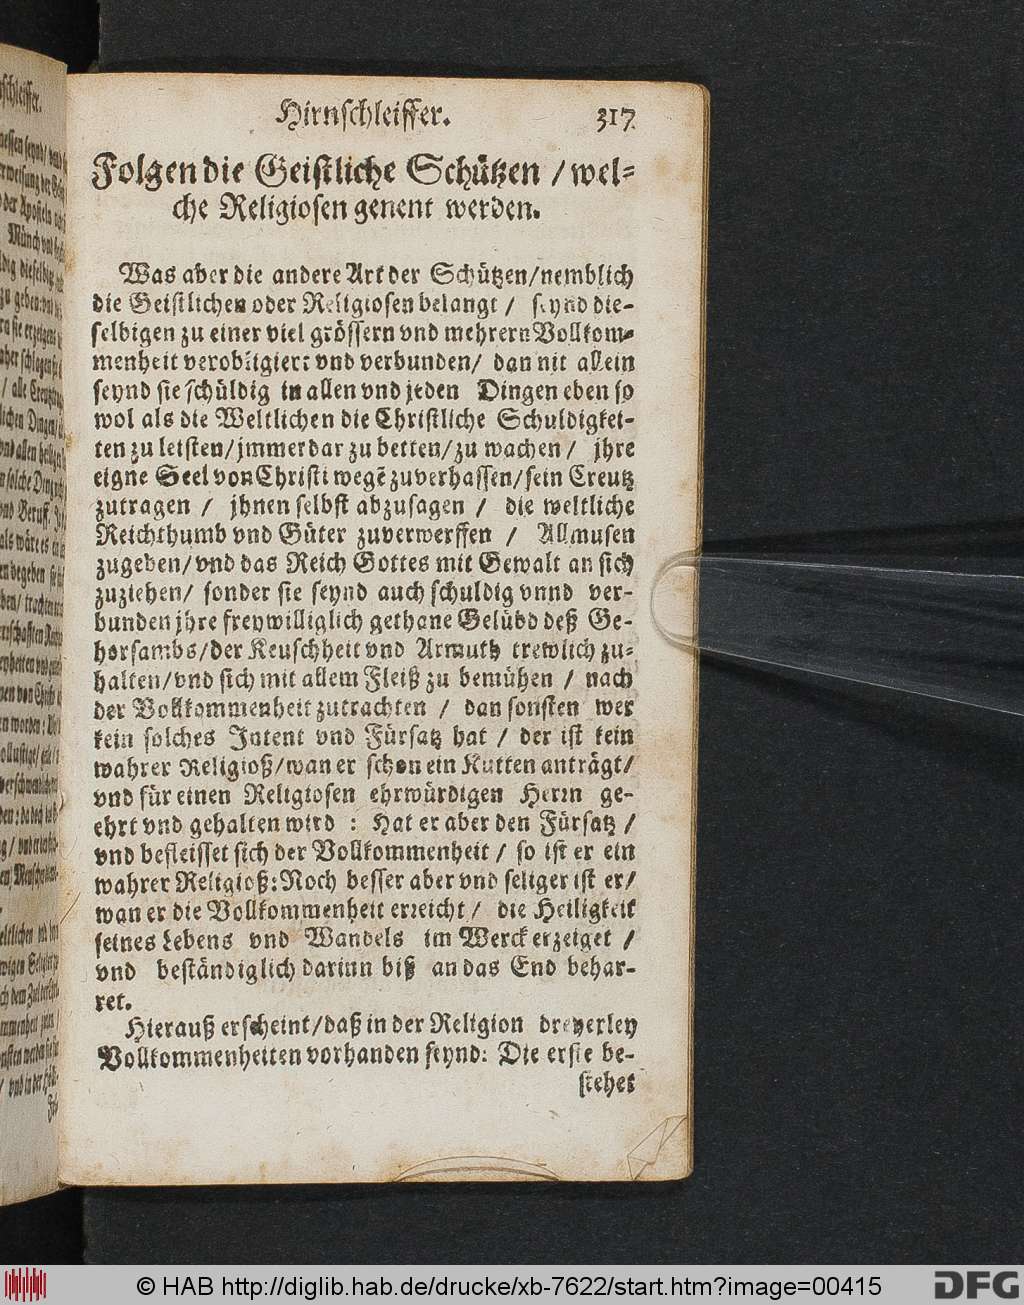 Hirnschleiffer. 317
Folgen die Geistliche Schützen / wel-
che Religiosen genent werden.
Was aber die andere Art der Schützen/nemblich
die Geistlichen oder Religiosen belangt / seynd die-
selbigen zu einer viel grössern vnd mehrern Vollkom-
menheit verobligiert vnd verbunden/ dan nit allein
seynd sie schüldig in allen vnd jeden Dingen eben so
wol als die Weltlichen die Christliche Schuldigkei-
ten zu leisten/jmmerdar zu betten/zu wachen / jhre
eigne Seel von Christi wegẽ zuverhassen/sein Creutz
zutragen / jhnen selbst abzusagen / die weltliche
Reichthumb vnd Güter zuverwerffen / Allmusen
zugeben/vnd das Reich Gottes mit Gewalt an sich
zuziehen/ sonder sie seynd auch schuldig vnnd ver-
bunden jhre freywilliglich gethane Gelübd deß Ge-
horsambs/der Keuschheit vnd Armuth trewlich zu-
halten/vnd sich mit allem Fleiß zu bemühen / nach
der Vollkommenheit zutrachten / dan sonsten wer
kein solches Intent vnd Fürsatz hat / der ist kein
wahrer Religioß/wan er schon ein Kutten anträgt/
vnd für einen Religiosen ehrwürdigen Herrn ge-
ehrt vnd gehalten wird : Hat er aber den Fürsatz /
vnd befleisset sich der Vollkommenheit / so ist er ein
wahrer Religioß: Noch besser aber vnd seliger ist er/
wan er die Vollkommenheit erreicht / die Heiligkeit
seines Lebens vnd Wandels im Werck erzeiget /
vnd beständiglich darinn biß an das End behar-
ret.
Hierauß erscheint/daß in der Religion dreyerley
Vollkommenheiten vorhanden seynd: Die erste be-
stehet
© HAB http://diglib.hab.de/drucke/xb-7622/start.htm?image=00415
DFG